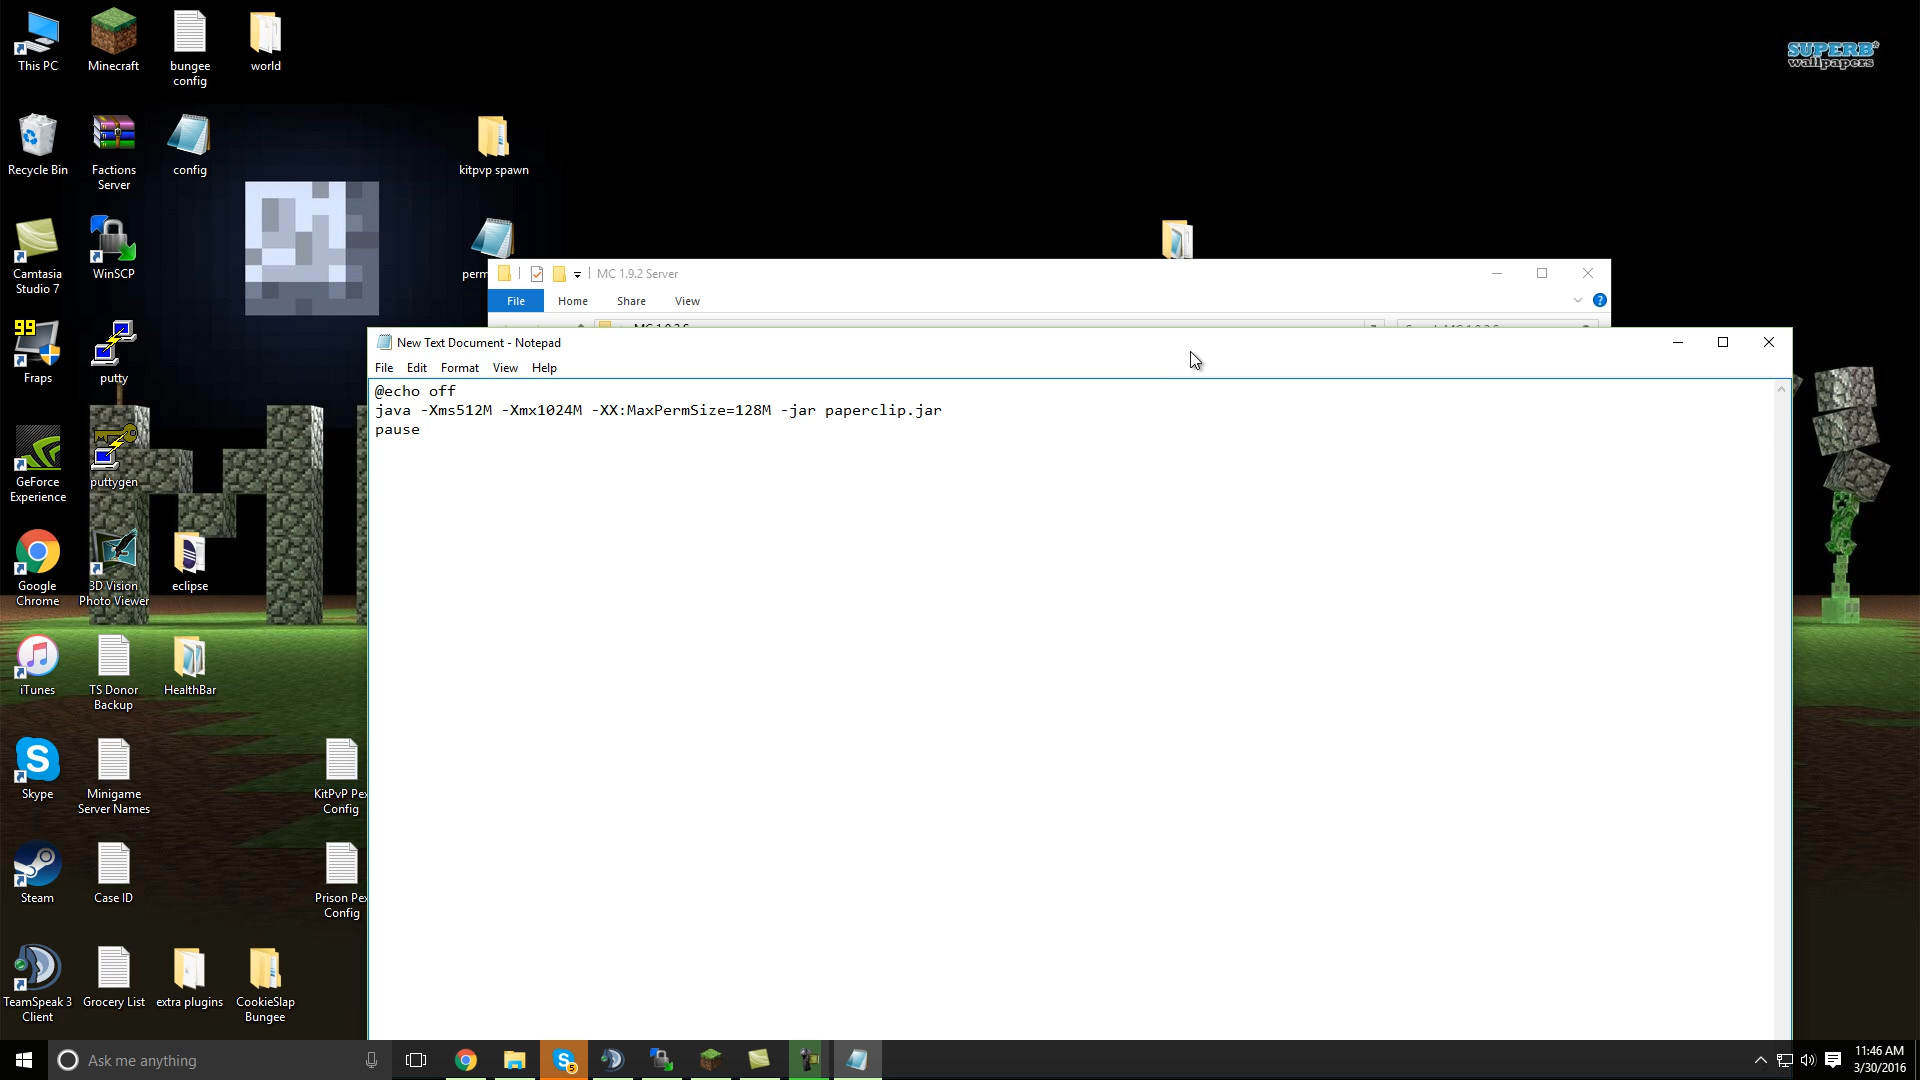 This PC
Minecraft
bungee
config
world
SUPERB
wallpapers
Recycle Bin
Factions
Server
config
kitpvp spawn
Camtasia
Studio 7
WinSCP
perm
MC 1.9.2 Server
File Home Share View
99
Fraps
putty
New Text Document - Notepad
File Edit Format View Help
@echo off
java -Xms512M -Xmx1024M -XX:MaxPermSize=128M -jar paperclip.jar
pause
GeForce
Experience
puttygen
Google
Chrome
3D Vision
Photo Viewer
eclipse
iTunes
TS Donor
Backup
HealthBar
Skype
Minigame
Server Names
KitPvP Pex
Config
Steam
Case ID
Prison Pex
Config
TeamSpeak 3
Client
Grocery List
extra plugins
CookieSlap
Bungee
Ask me anything
5
11:46 AM
3/30/2016